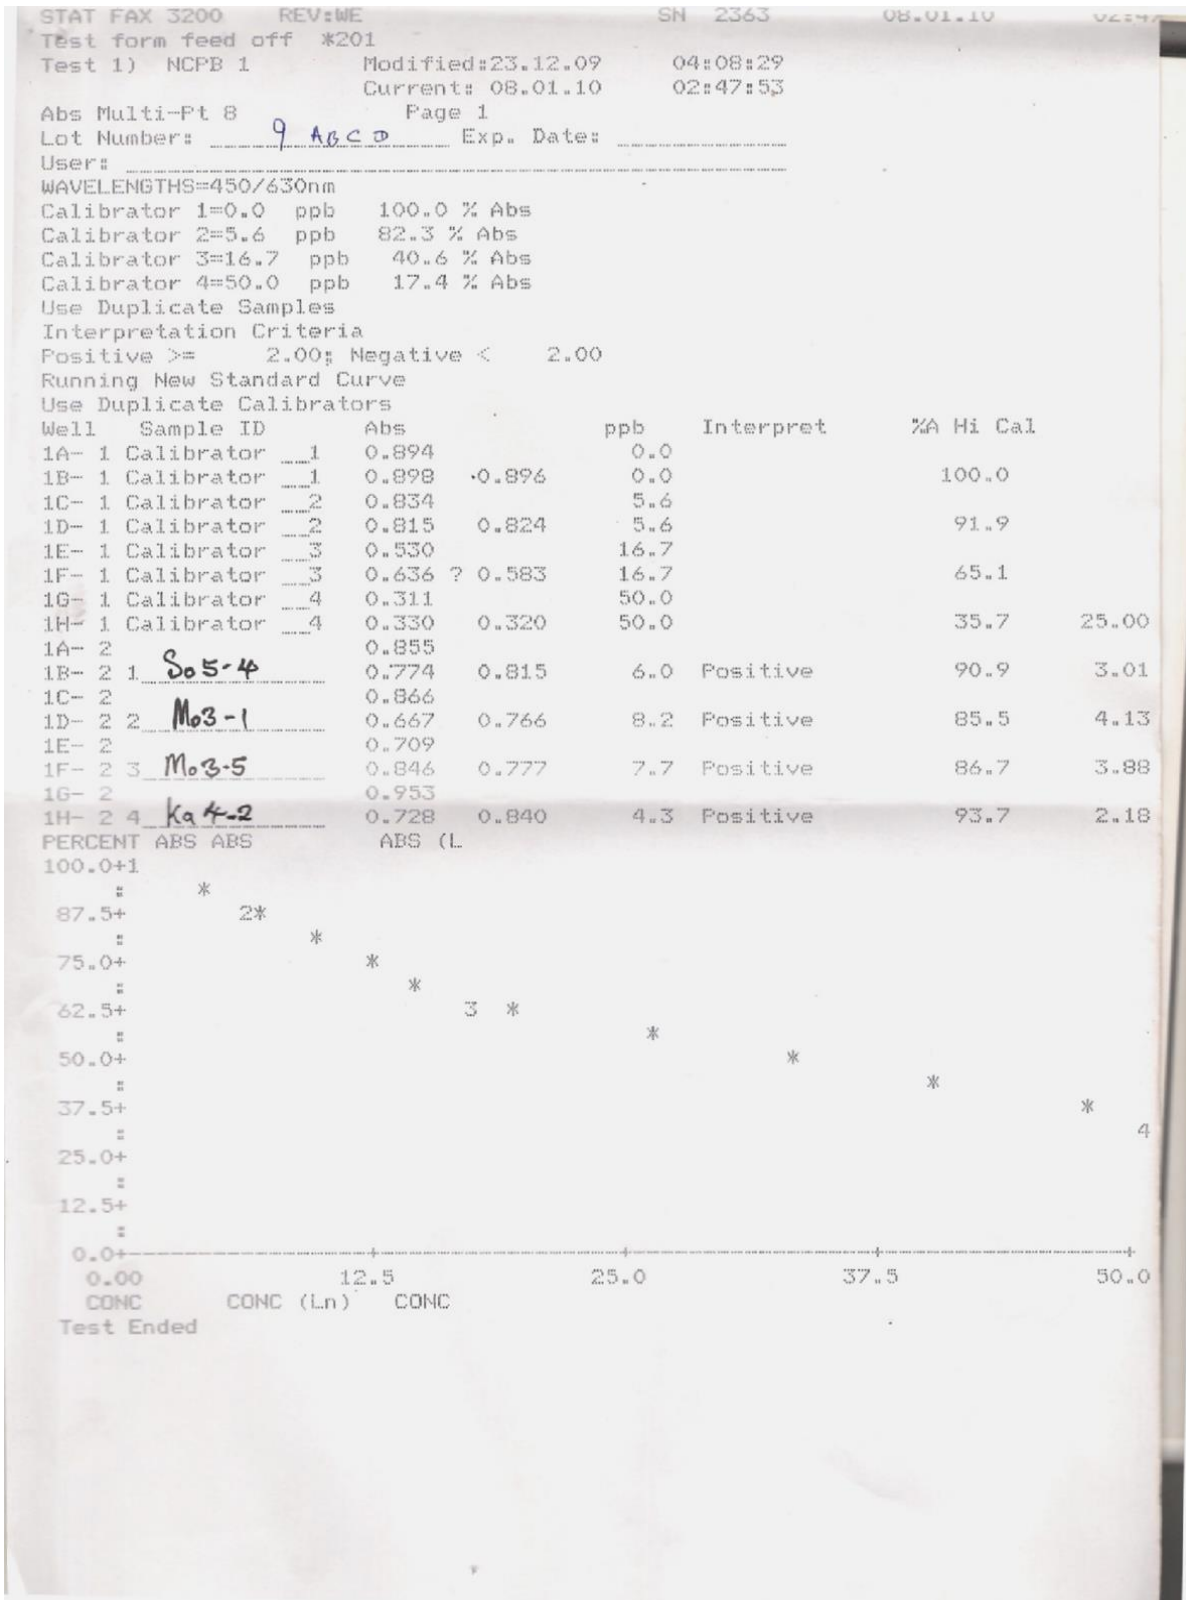 STAT FAX 3200 REV:WE SN 2363 08.01.10 02:47
Test form feed off *201
Test 1) NCPB 1 Modified:23.12.09 04:08:29
Current: 08.01.10 02:47:53
Abs Multi-Pt 8 Page 1
Lot Number: 9 ABCD Exp. Date:
User:
WAVELENGTHS=450/630nm
Calibrator 1=0.0 ppb 100.0 % Abs
Calibrator 2=5.6 ppb 82.3 % Abs
Calibrator 3=16.7 ppb 40.6 % Abs
Calibrator 4=50.0 ppb 17.4 % Abs
Use Duplicate Samples
Interpretation Criteria
Positive >= 2.00; Negative < 2.00
Running New Standard Curve
Use Duplicate Calibrators
Well Sample ID Abs ppb Interpret %A Hi Cal
1A- 1 Calibrator __1 0.894 0.0
1B- 1 Calibrator __1 0.898 0.896 0.0 100.0
1C- 1 Calibrator __2 0.834 5.6
1D- 1 Calibrator __2 0.815 0.824 5.6 91.9
1E- 1 Calibrator __3 0.530 16.7
1F- 1 Calibrator __3 0.636 ? 0.583 16.7 65.1
1G- 1 Calibrator __4 0.311 50.0
1H- 1 Calibrator __4 0.330 0.320 50.0 35.7 25.00
1A- 2 0.855
1B- 2 1 So5-4 0.774 0.815 6.0 Positive 90.9 3.01
1C- 2 0.866
1D- 2 2 Mo3-1 0.667 0.766 8.2 Positive 85.5 4.13
1E- 2 0.709
1F- 2 3 Mo3-5 0.846 0.777 7.7 Positive 86.7 3.88
1G- 2 0.953
1H- 2 4 Ka4-2 0.728 0.840 4.3 Positive 93.7 2.18
PERCENT ABS ABS ABS (L
100.0+1
: *
87.5+ 2*
: *
75.0+ *
: *
62.5+ 3 *
: *
50.0+ *
: *
37.5+ *
: 4
25.0+
:
12.5+
:
0.0+
0.00 12.5 25.0 37.5 50.0
CONC CONC (Ln) CONC
Test Ended